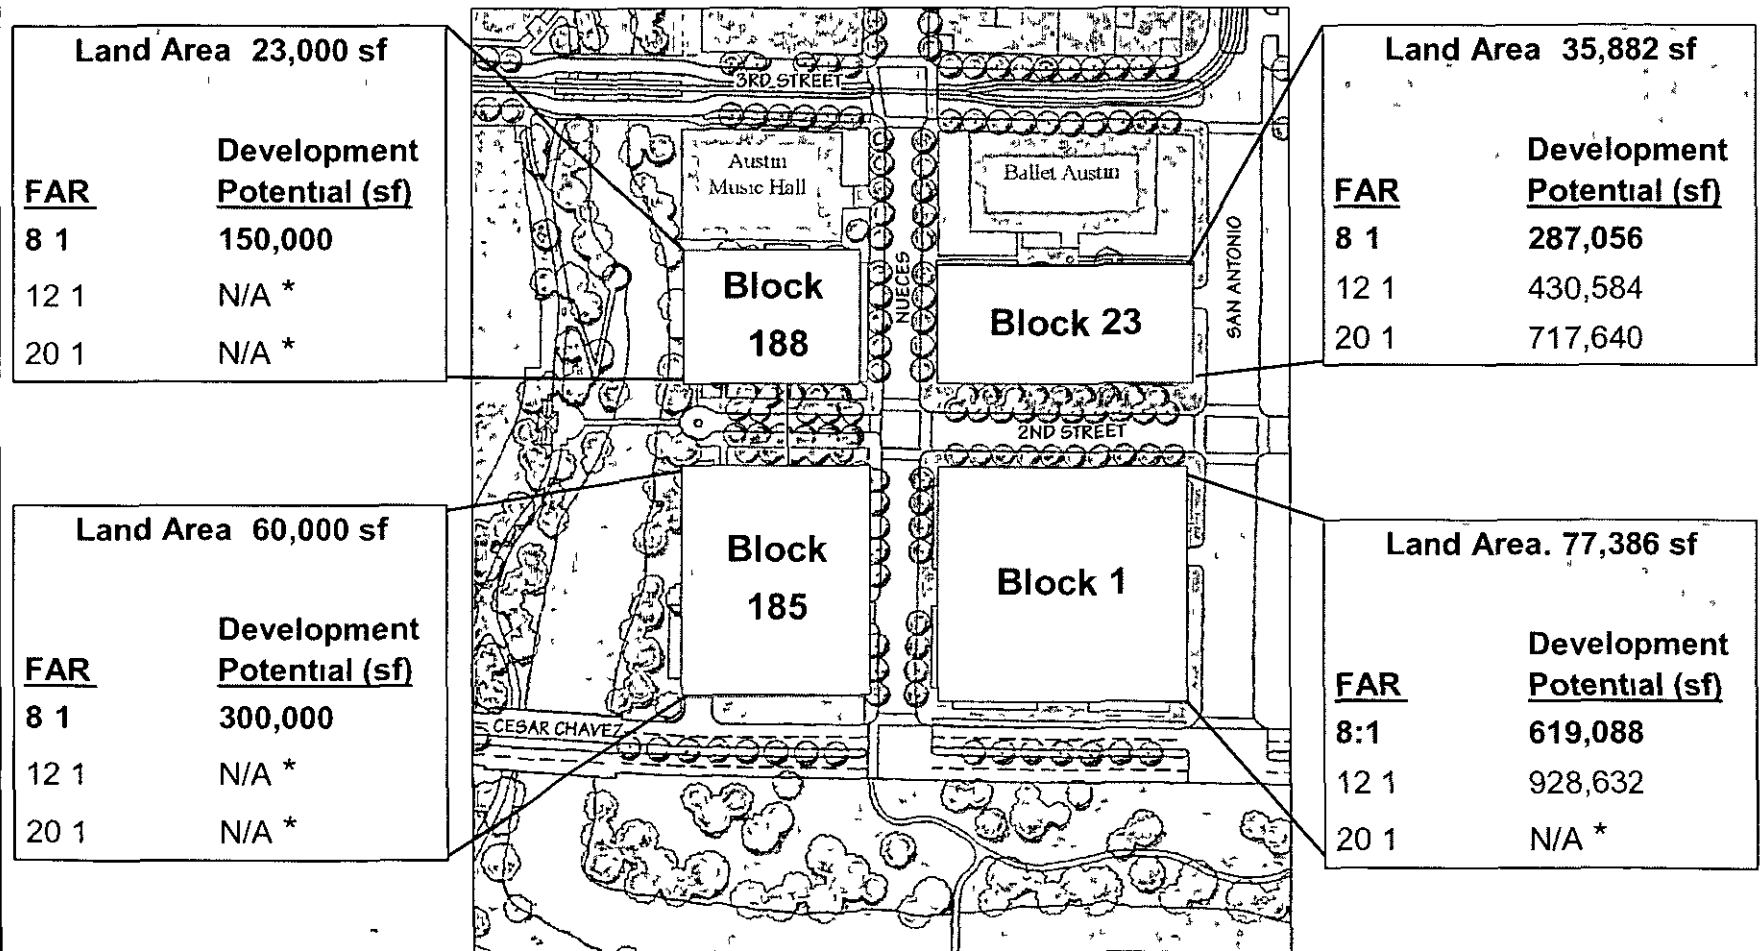 Land Area 23,000 sf
Development
FAR Potential (sf)
8 1 150,000
12 1 N/A *
20 1 N/A *
Land Area 60,000 sf
Development
FAR Potential (sf)
8 1 300,000
12 1 N/A *
20 1 N/A *
3RD STREET
Austin
Music Hall
Ballet Austin
NUECES
SAN ANTONIO
Block
188
Block 23
2ND STREET
Block
185
Block 1
CESAR CHAVEZ
Land Area 35,882 sf
Development
FAR Potential (sf)
8 1 287,056
12 1 430,584
20 1 717,640
Land Area. 77,386 sf
Development
FAR Potential (sf)
8:1 619,088
12 1 928,632
20 1 N/A *